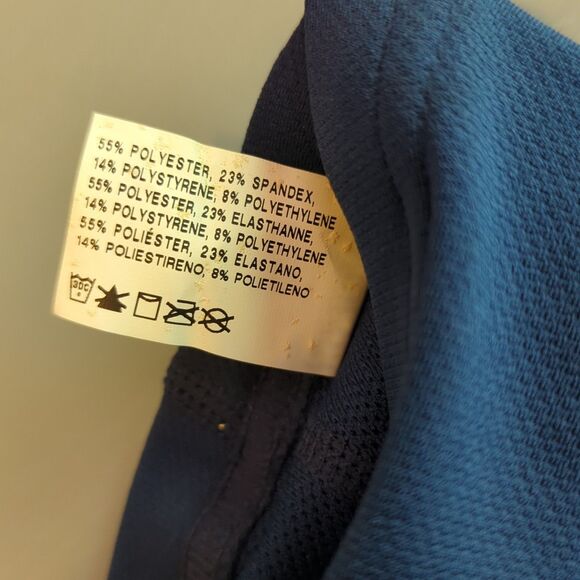 55% POLYESTER, 23% SPANDEX,
14% POLYSTYRENE, 8% POLYETHYLENE
55% POLYESTER, 23% ELASTHANNE,
14% POLYSTYRENE, 8% POLYETHYLENE
55% POLIÉSTER, 23% ELASTANO,
14% POLIESTIRENO, 8% POLIETILENO
30C